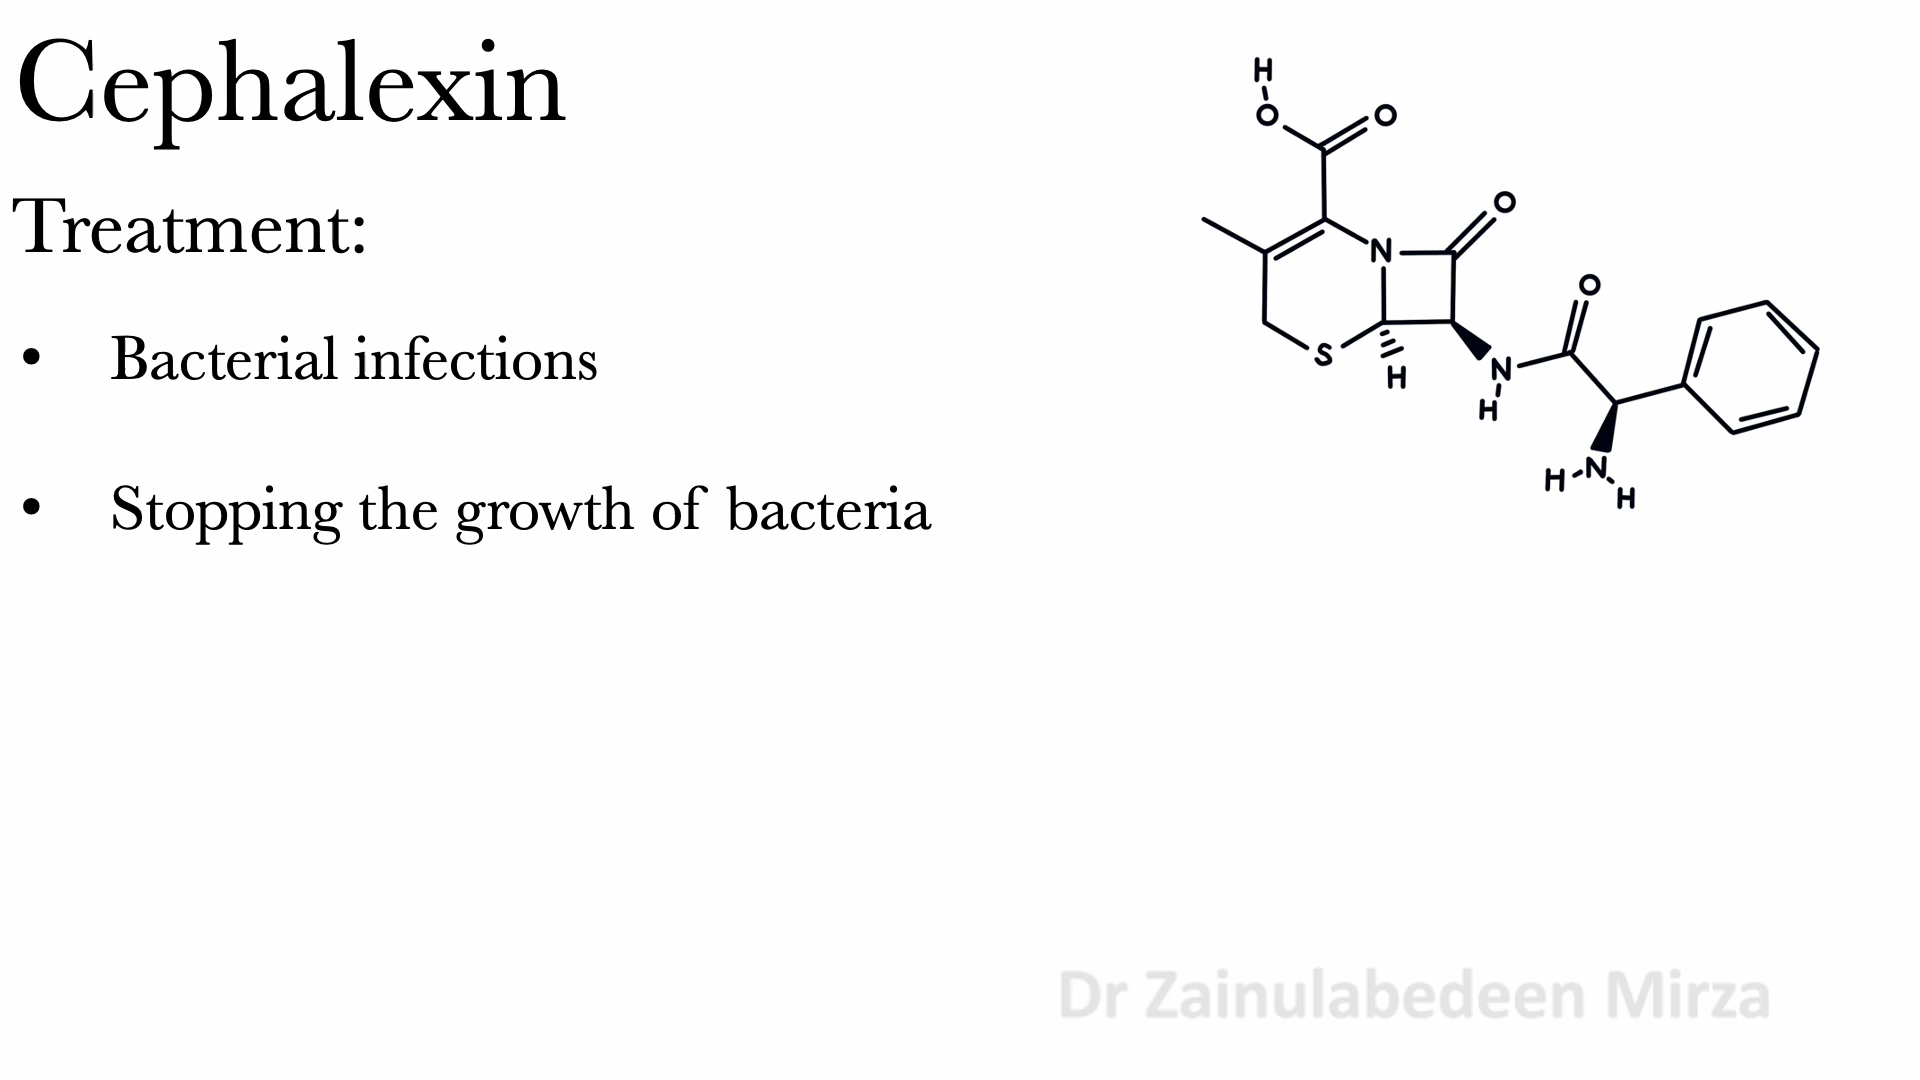 Cephalexin
Treatment:
• Bacterial infections
• Stopping the growth of bacteria
H
O
O
O
N
O
S
H
N
H
H
N
H
Dr Zainulabedeen Mirza